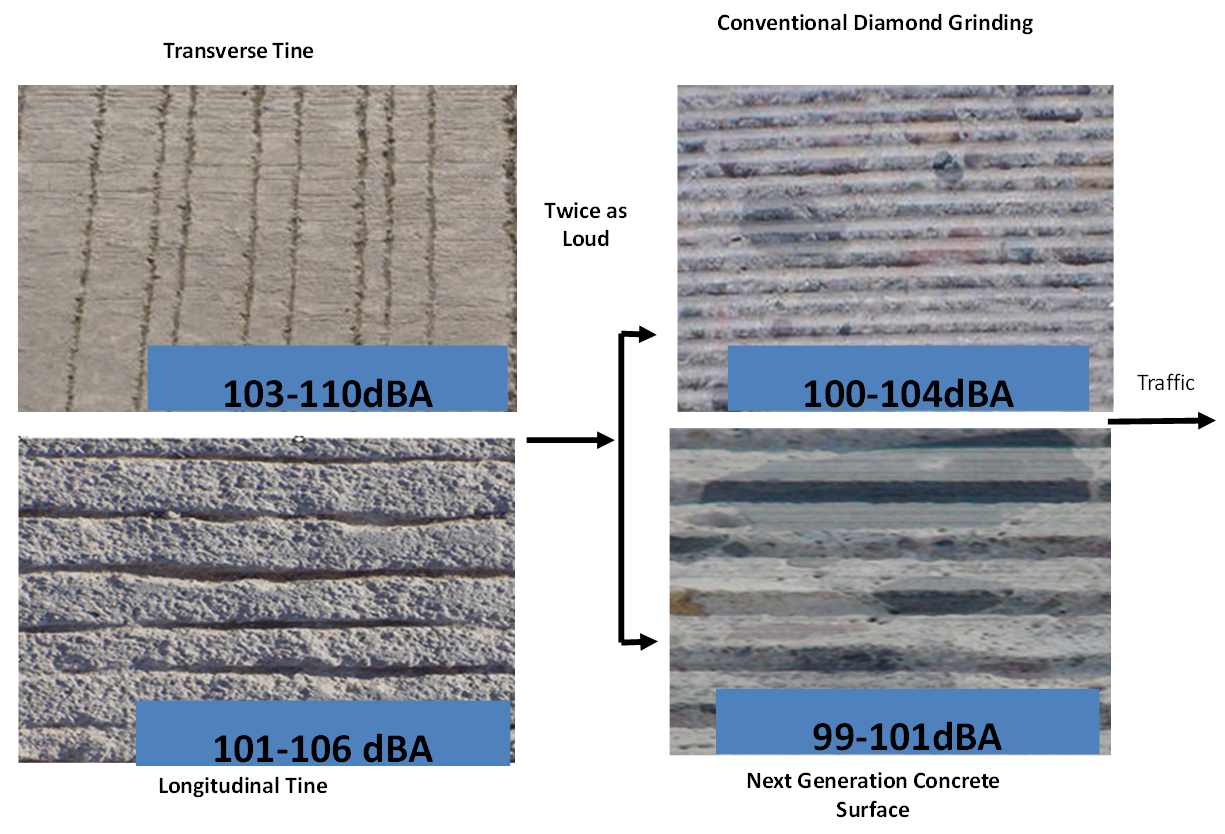 Conventional Diamond Grinding
Transverse Tine
Twice as
Loud
103-110dBA
100-104dBA
Traffic
101-106 dBA
99-101dBA
Longitudinal Tine
Next Generation Concrete
Surface